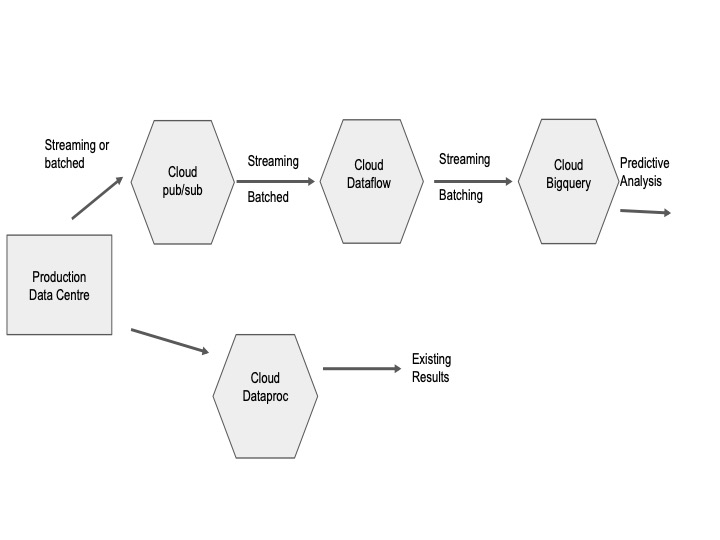 Streaming or
batched
Cloud
pub/sub
Streaming
Batched
Cloud
Dataflow
Streaming
Batching
Cloud
Bigquery
Predictive
Analysis
Production
Data Centre
Cloud
Dataproc
Existing
Results